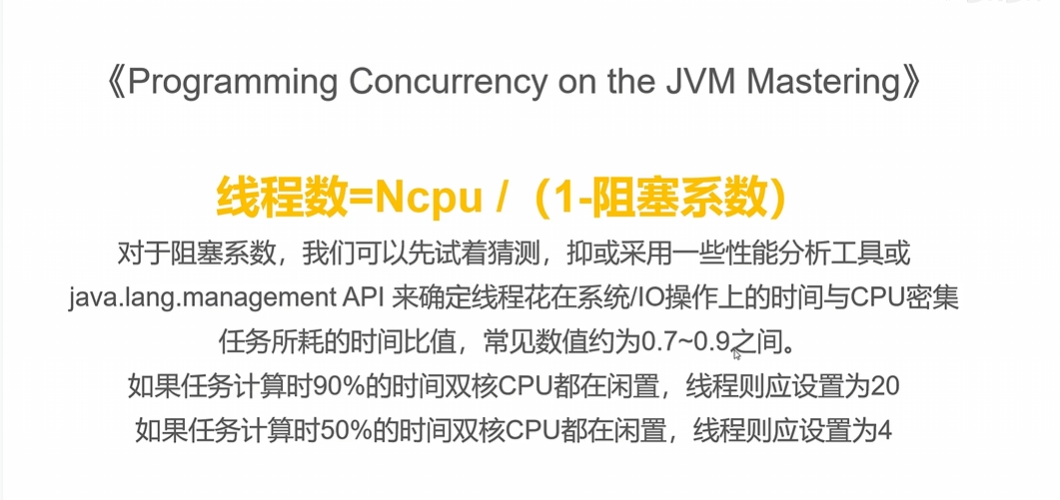 《Programming Concurrency on the JVM Mastering》
线程数=Ncpu /（1-阻塞系数）
对于阻塞系数，我们可以先试着猜测，抑或采用一些性能分析工具或
java.lang.management API 来确定线程花在系统/IO操作上的时间与CPU密集
任务所耗的时间比值，常见数值约为0.7~0.9之间。
如果任务计算时90%的时间双核CPU都在闲置，线程则应设置为20
如果任务计算时50%的时间双核CPU都在闲置，线程则应设置为4